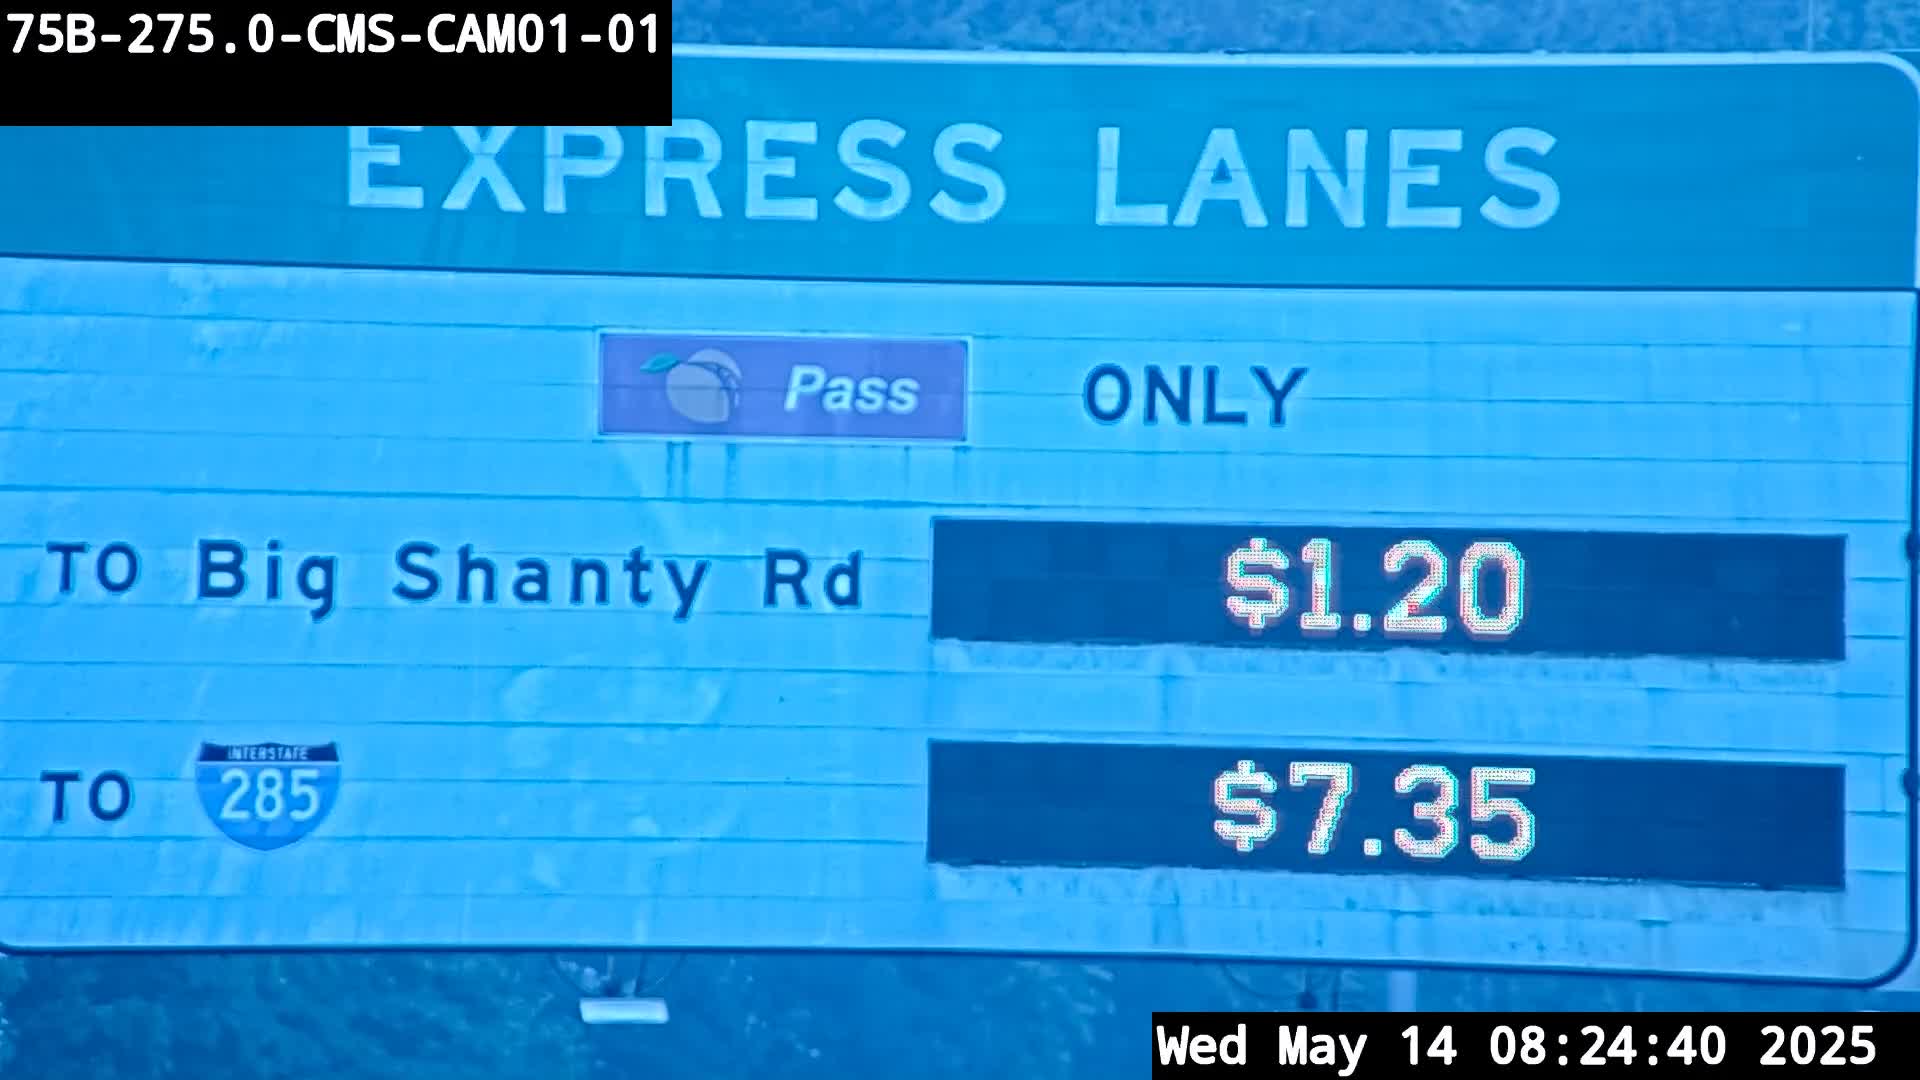 75B-275.0-CMS-CAM01-01
EXPRESS LANES
Pass ONLY
TO Big Shanty Rd $1.20
TO INTERSTATE 285 $7.35
Wed May 14 08:24:40 2025